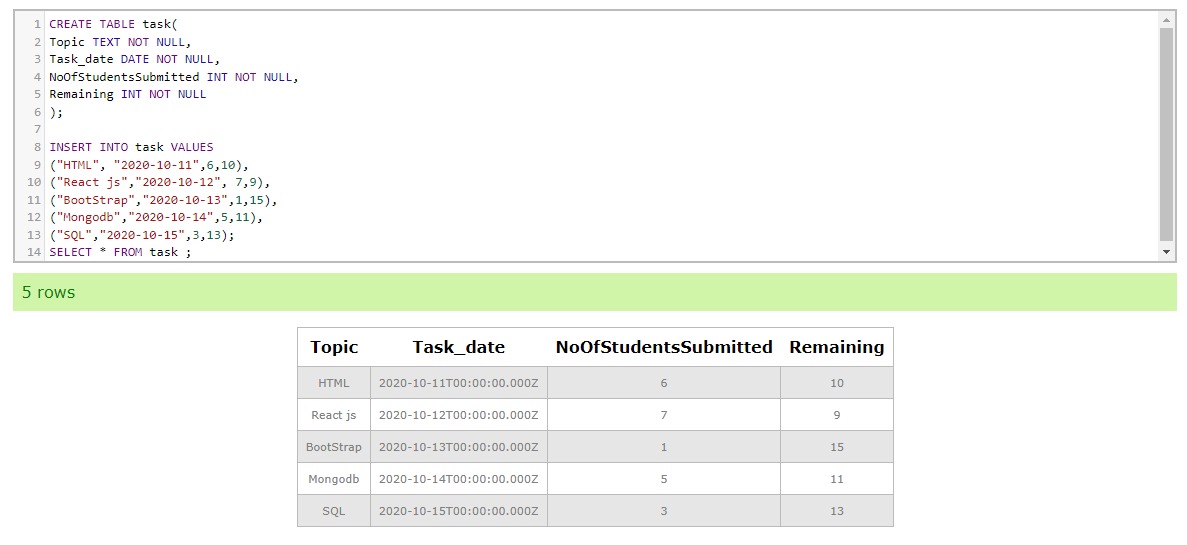 1 CREATE TABLE task(
2 Topic TEXT NOT NULL,
3 Task_date DATE NOT NULL,
4 NoOfStudentsSubmitted INT NOT NULL,
5 Remaining INT NOT NULL
6 );
7
8 INSERT INTO task VALUES
9 ("HTML", "2020-10-11",6,10),
10 ("React js","2020-10-12", 7,9),
11 ("BootStrap","2020-10-13",1,15),
12 ("Mongodb","2020-10-14",5,11),
13 ("SQL","2020-10-15",3,13);
14 SELECT * FROM task ;
5 rows
Topic Task_date NoOfStudentsSubmitted Remaining
HTML 2020-10-11T00:00:00.000Z 6 10
React js 2020-10-12T00:00:00.000Z 7 9
BootStrap 2020-10-13T00:00:00.000Z 1 15
Mongodb 2020-10-14T00:00:00.000Z 5 11
SQL 2020-10-15T00:00:00.000Z 3 13